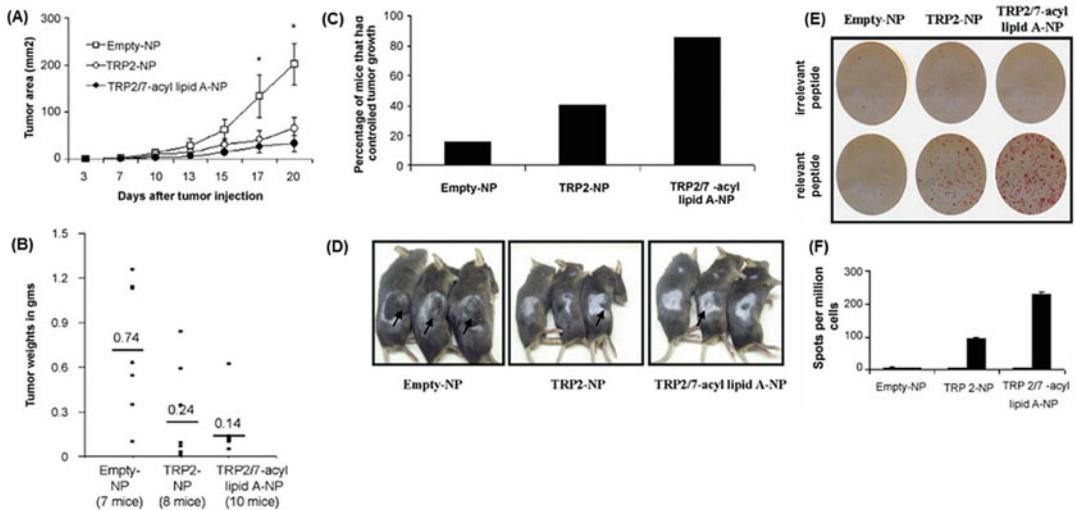 (A)
Tumor area (mm2)
300
200
100
0
Empty-NP
TRP2-NP
TRP2/7-acyl lipid A-NP
*
*
3 7 10 13 15 17 20
Days after tumor injection
(B)
Tumor weights in gms
1.5
1.2
0.9
0.6
0.3
0
0.74
0.24
0.14
Empty-
NP
(7 mice)
TRP2-
NP
(8 mice)
TRP2/7-acyl
lipid A-NP
(10 mice)
(C)
Percentage of mice that had
controlled tumor growth
100
80
60
40
20
0
Empty-NP
TRP2-NP
TRP2/7 -acyl
lipid A-NP
(D)
Empty-NP
TRP2-NP
TRP2/7-acyl lipid A-NP
(E)
Empty-NP
TRP2-NP
TRP2/7-acyl
lipid A-NP
irrelevant
peptide
relevant
peptide
(F)
Spots per million
cells
300
200
100
0
Empty-NP
TRP 2-NP
TRP 2/7 -acyl
lipid A-NP